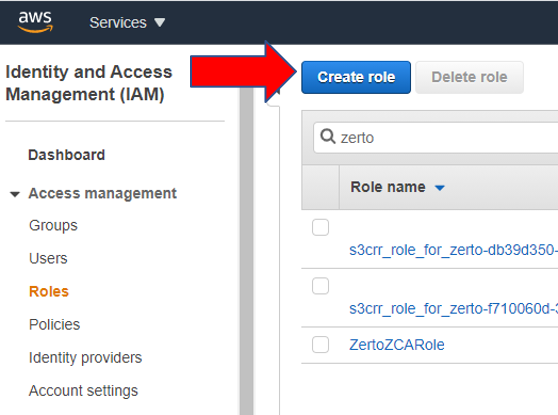 aws
Services
Identity and Access
Management (IAM)
Create role
Delete role
Dashboard
zerto
Access management
Role name
Groups
Users
s3crr_role_for_zerto-db39d350-
Roles
s3crr_role_for_zerto-f710060d-
Policies
ZertoZCARole
Identity providers
Account settings